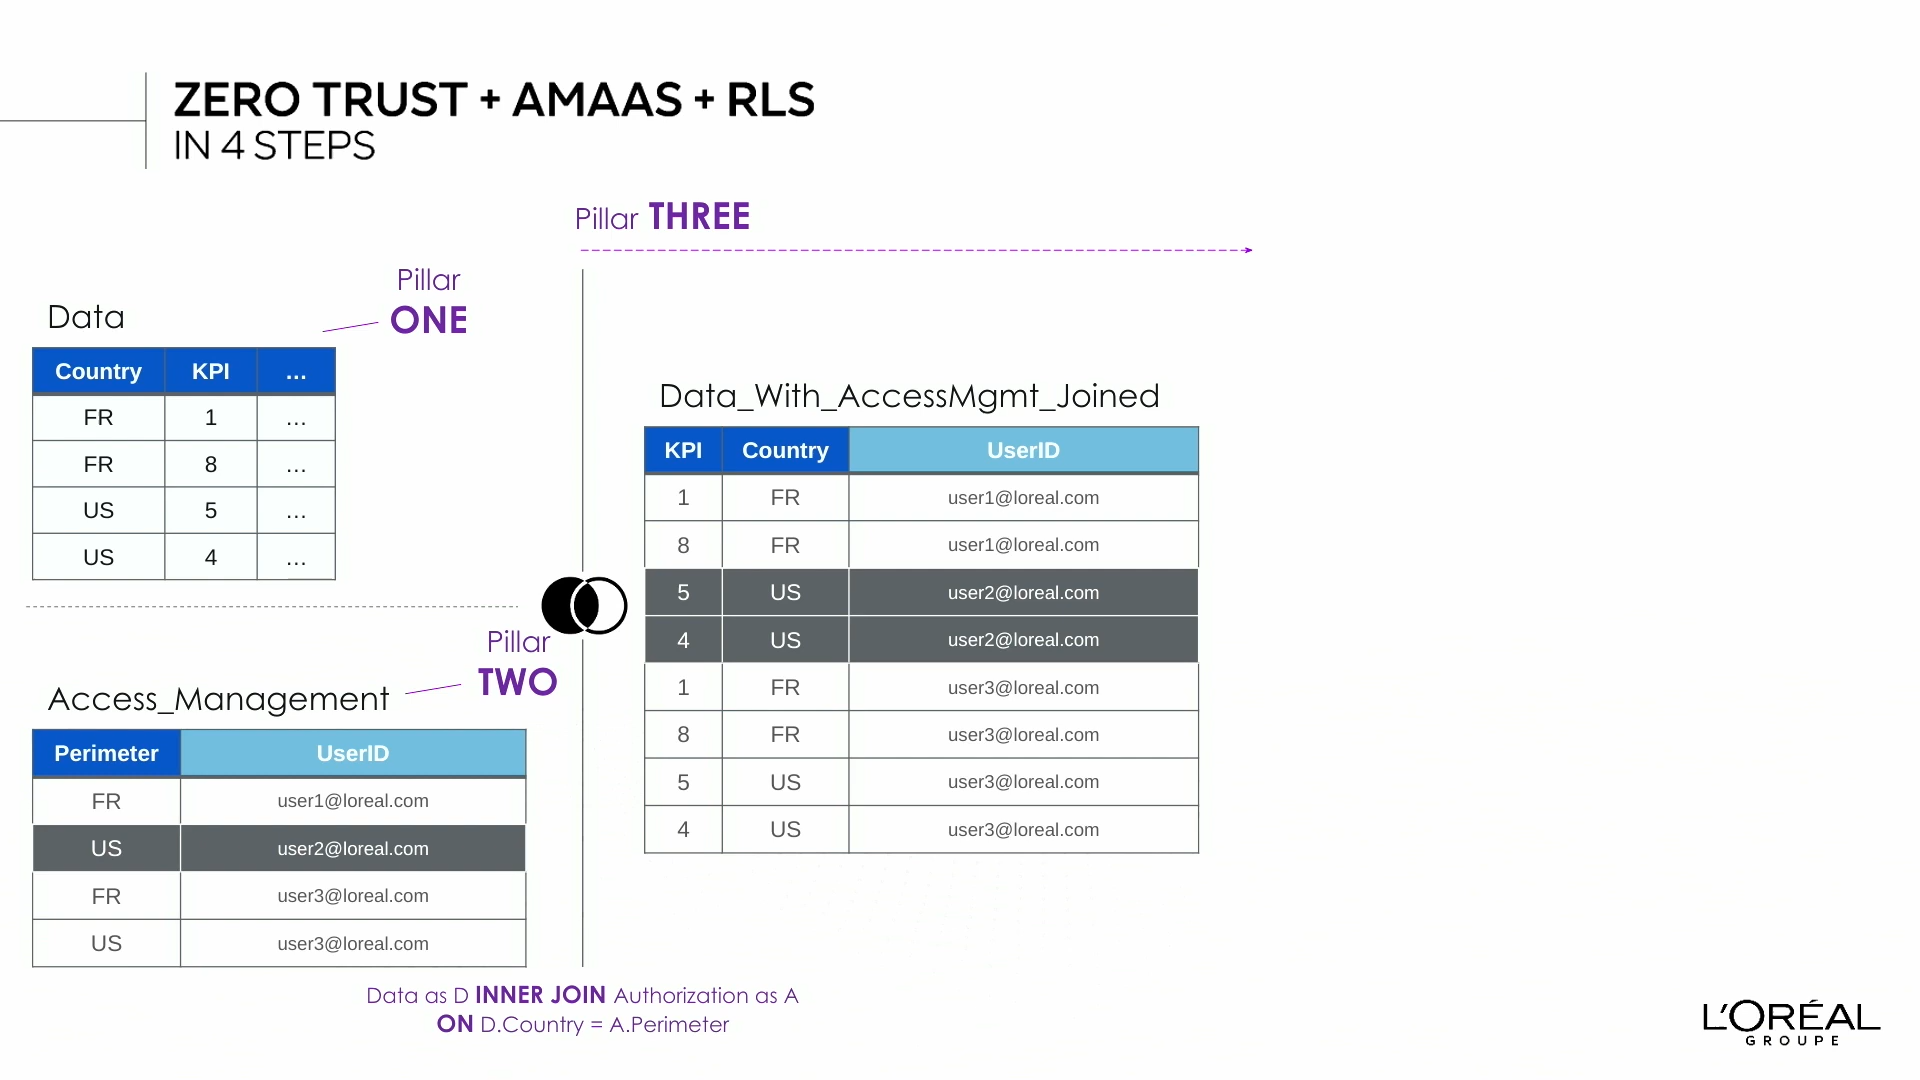 ZERO TRUST + AMAAS + RLS
IN 4 STEPS
Pillar THREE
Pillar
ONE
Data
Country KPI …
FR 1 …
FR 8 …
US 5 …
US 4 …
Pillar
TWO
Access_Management
Perimeter UserID
FR user1@loreal.com
US user2@loreal.com
FR user3@loreal.com
US user3@loreal.com
Data_With_AccessMgmt_Joined
KPI Country UserID
1 FR user1@loreal.com
8 FR user1@loreal.com
5 US user2@loreal.com
4 US user2@loreal.com
1 FR user3@loreal.com
8 FR user3@loreal.com
5 US user3@loreal.com
4 US user3@loreal.com
Data as D INNER JOIN Authorization as A
ON D.Country = A.Perimeter
L'ORÉAL
GROUPE